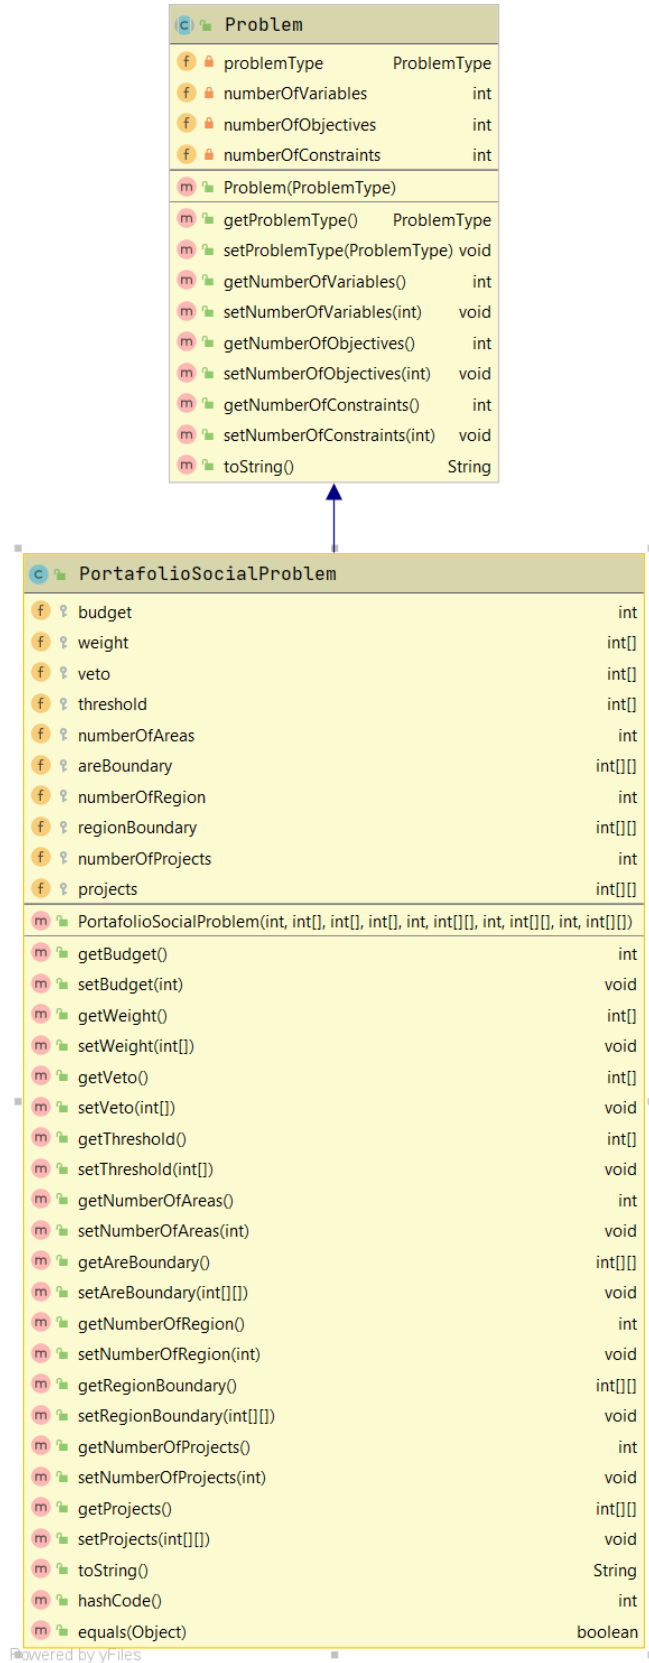 Problem
problemType ProblemType
numberOfVariables int
numberOfObjectives int
numberOfConstraints int
Problem(ProblemType)
getProblemType() ProblemType
setProblemType(ProblemType) void
getNumberOfVariables() int
setNumberOfVariables(int) void
getNumberOfObjectives() int
setNumberOfObjectives(int) void
getNumberOfConstraints() int
setNumberOfConstraints(int) void
toString() String
PortafolioSocialProblem
budget int
weight int[]
veto int[]
threshold int[]
numberOfAreas int
areBoundary int[][]
numberOfRegion int
regionBoundary int[][]
numberOfProjects int
projects int[][]
PortafolioSocialProblem(int, int[], int[], int[], int, int[][], int, int[][], int, int[][])
getBudget() int
setBudget(int) void
getWeight() int[]
setWeight(int[]) void
getVeto() int[]
setVeto(int[]) void
getThreshold() int[]
setThreshold(int[]) void
getNumberOfAreas() int
setNumberOfAreas(int) void
getAreBoundary() int[][]
setAreBoundary(int[][]) void
getNumberOfRegion() int
setNumberOfRegion(int) void
getRegionBoundary() int[][]
setRegionBoundary(int[][]) void
getNumberOfProjects() int
setNumberOfProjects(int) void
getProjects() int[][]
setProjects(int[][]) void
toString() String
hashCode() int
equals(Object) boolean
Powered by yFiles